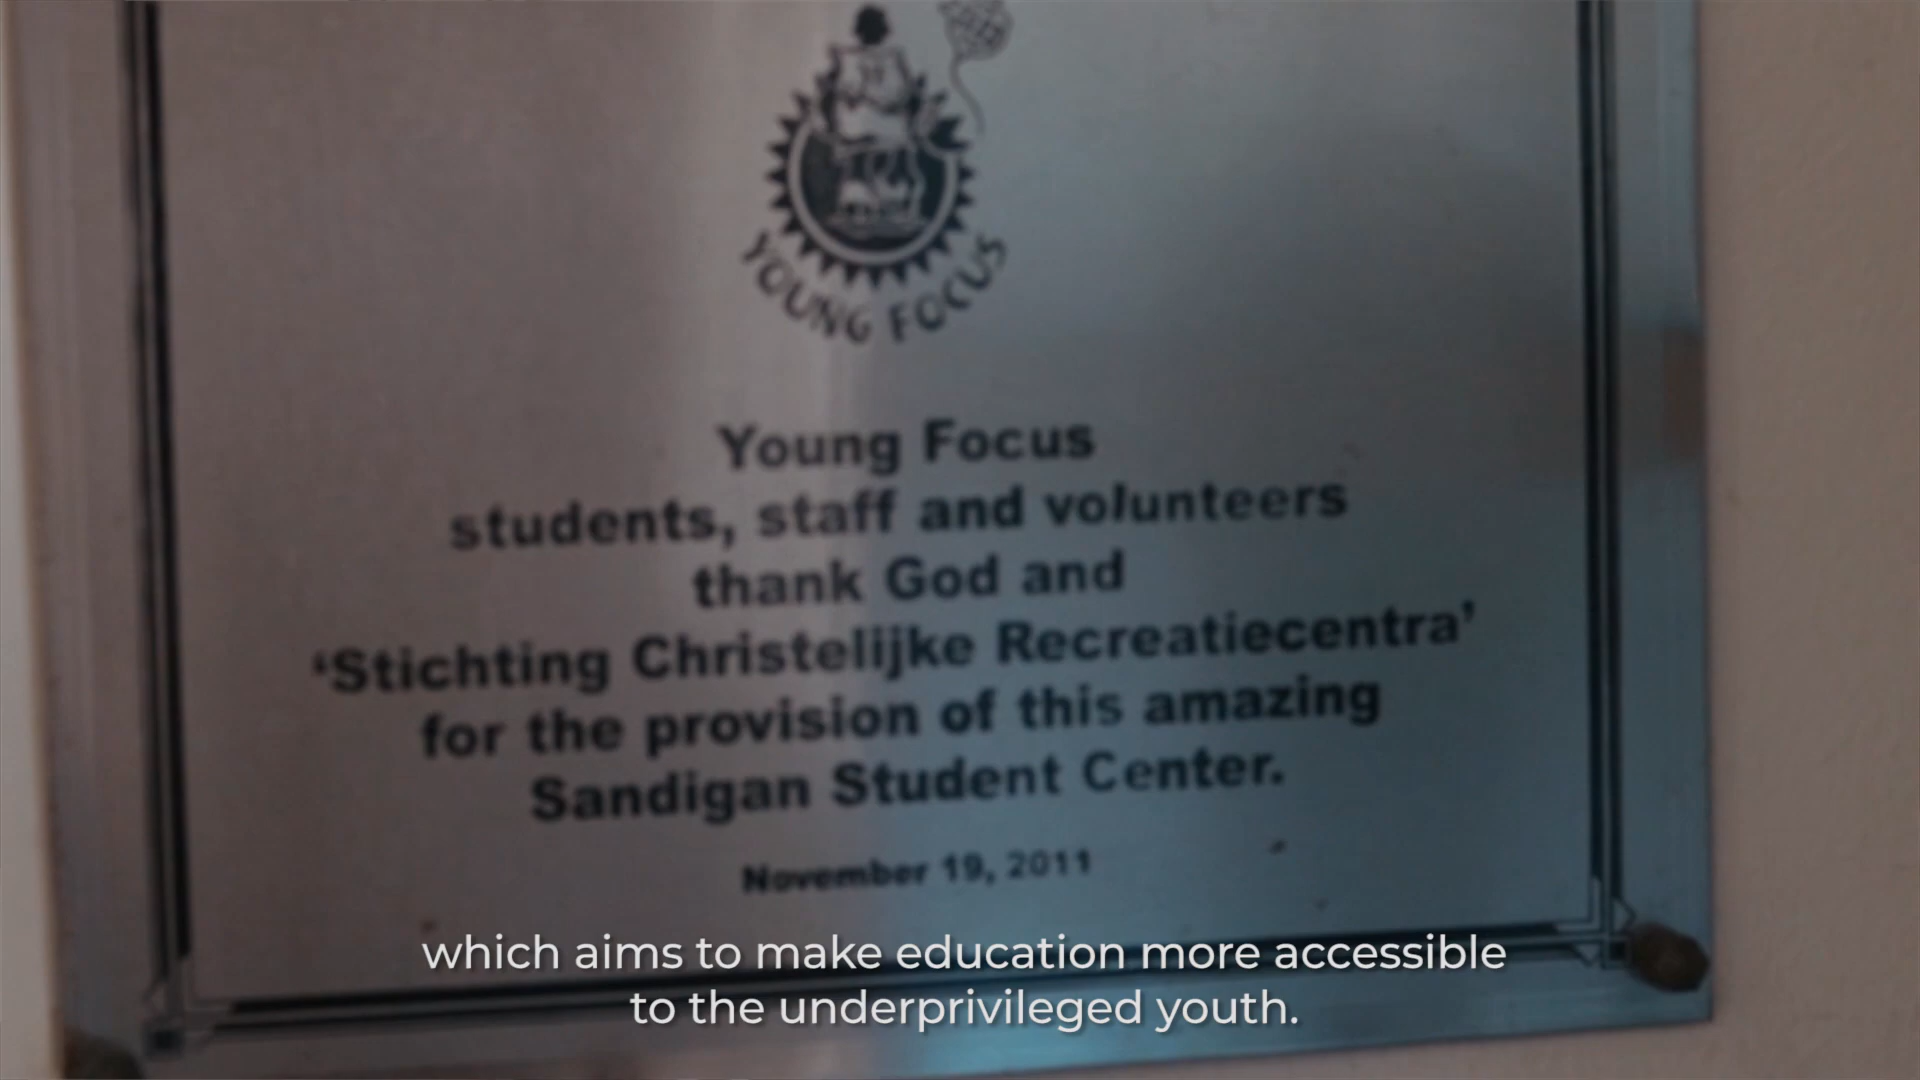 YOUNG FOCUS
Young Focus
students, staff and volunteers
thank God and
‘Stichting Christelijke Recreatiecentra’
for the provision of this amazing
Sandigan Student Center.
November 19, 2011
which aims to make education more accessible
to the underprivileged youth.